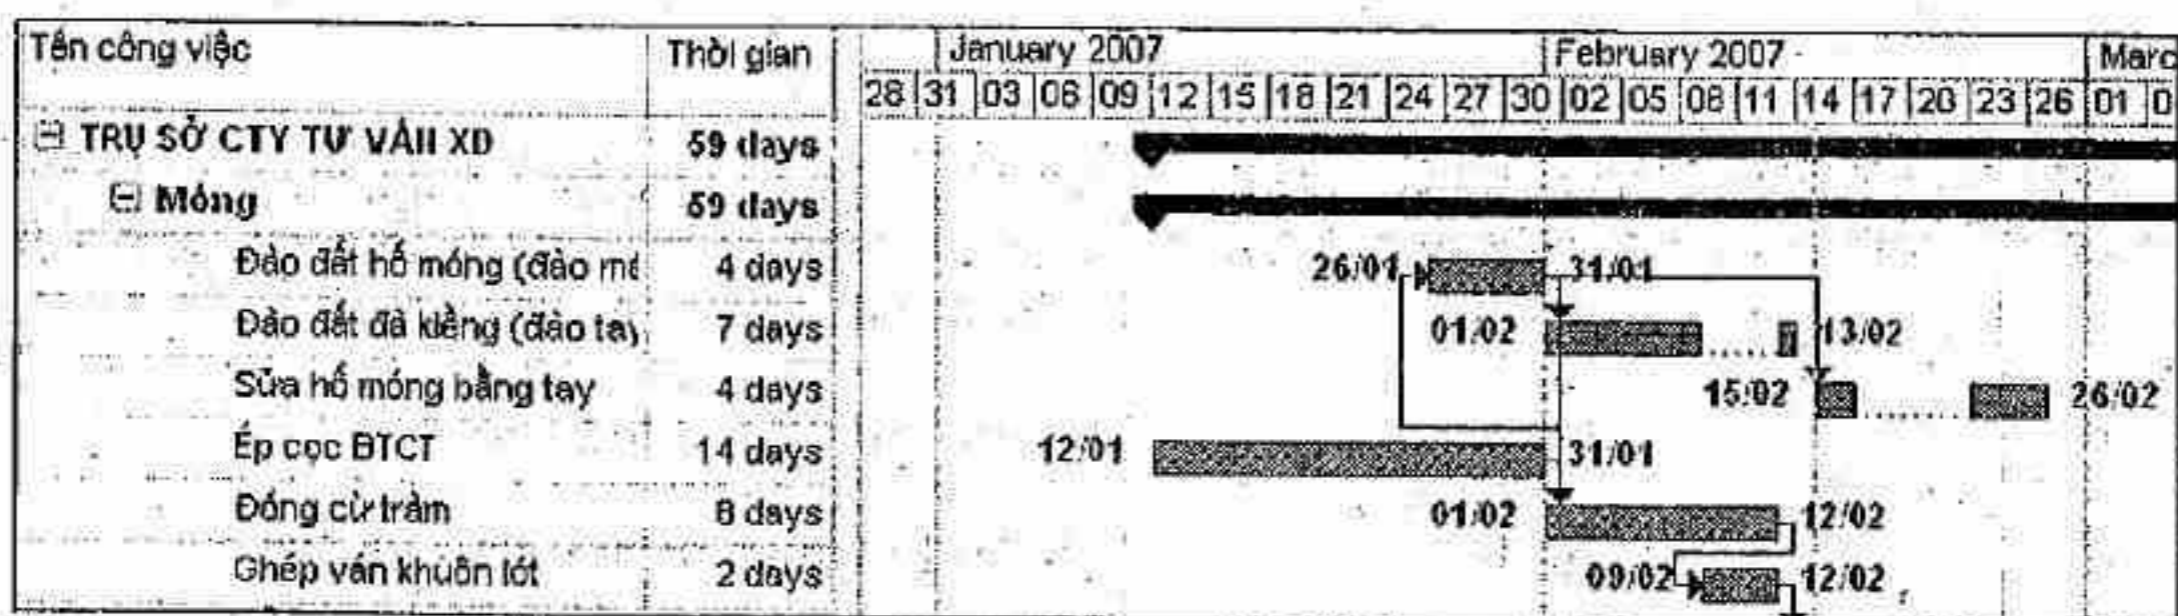 Tên công việc Thời gian January 2007 February 2007 Marc
28 31 03 06 09 12 15 18 21 24 27 30 02 05 08 11 14 17 20 23 26 01 0
TRỤ SỞ CTY TƯ VẤN XD 59 days
Móng 59 days
Đào đất hố móng (đào má 4 days 26/01 31/01
Đào đất đà kiềng (đào tay 7 days 01/02 13/02
Sửa hố móng bằng tay 4 days 15/02 26/02
Ép cọc BTCT 14 days 12/01 31/01
Đóng cừ tràm 8 days 01/02 12/02
Ghép ván khuôn lót 2 days 09/02 12/02